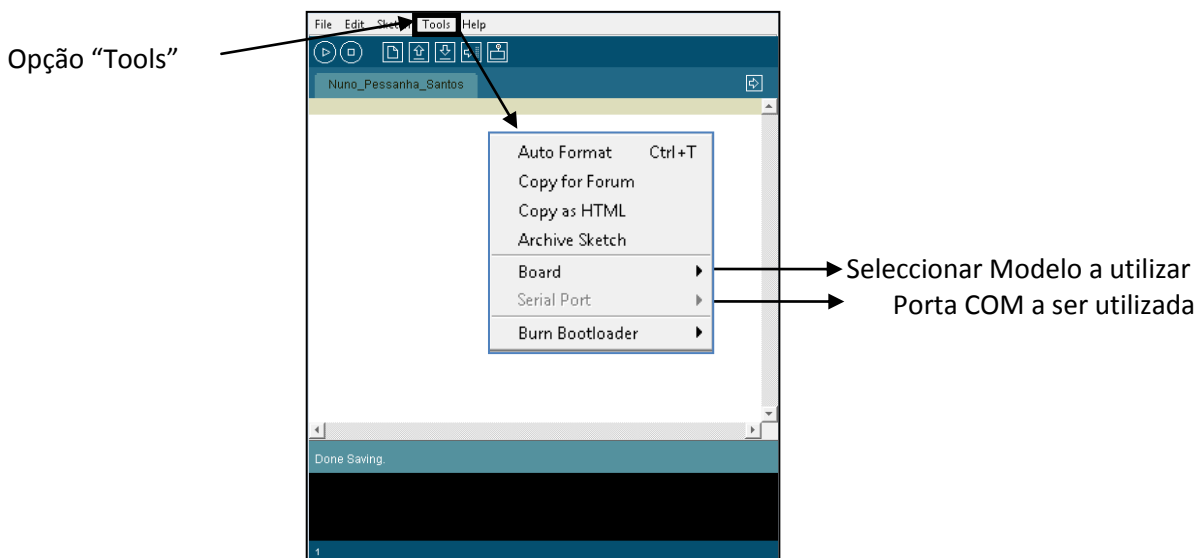 File Edit Sketch Tools Help
Opção “Tools”
Nuno_Pessanha_Santos
Auto Format Ctrl+T
Copy for Forum
Copy as HTML
Archive Sketch
Board
Seleccionar Modelo a utilizar
Serial Port
Porta COM a ser utilizada
Burn Bootloader
Done Saving.
1